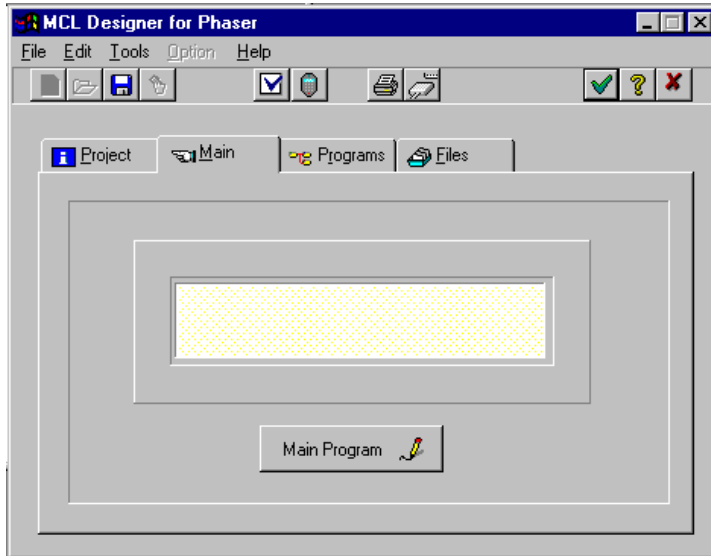 MCL Designer for Phaser
File Edit Tools Option Help
Project Main Programs Files
Main Program